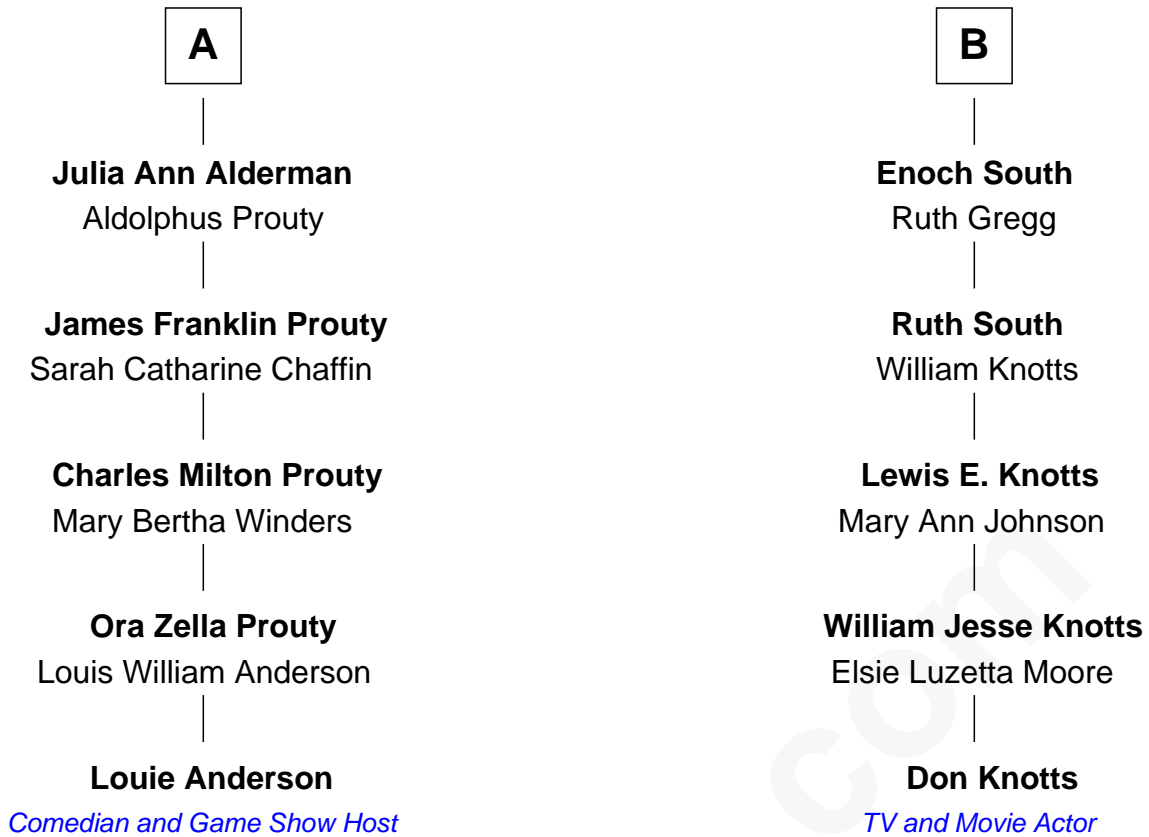 A
Julia Ann Alderman
Aldolphus Prouty
James Franklin Prouty
Sarah Catharine Chaffin
Charles Milton Prouty
Mary Bertha Winders
Ora Zella Prouty
Louis William Anderson
Louie Anderson
Comedian and Game Show Host
B
Enoch South
Ruth Gregg
Ruth South
William Knotts
Lewis E. Knotts
Mary Ann Johnson
William Jesse Knotts
Elsie Luzetta Moore
Don Knotts
TV and Movie Actor
com